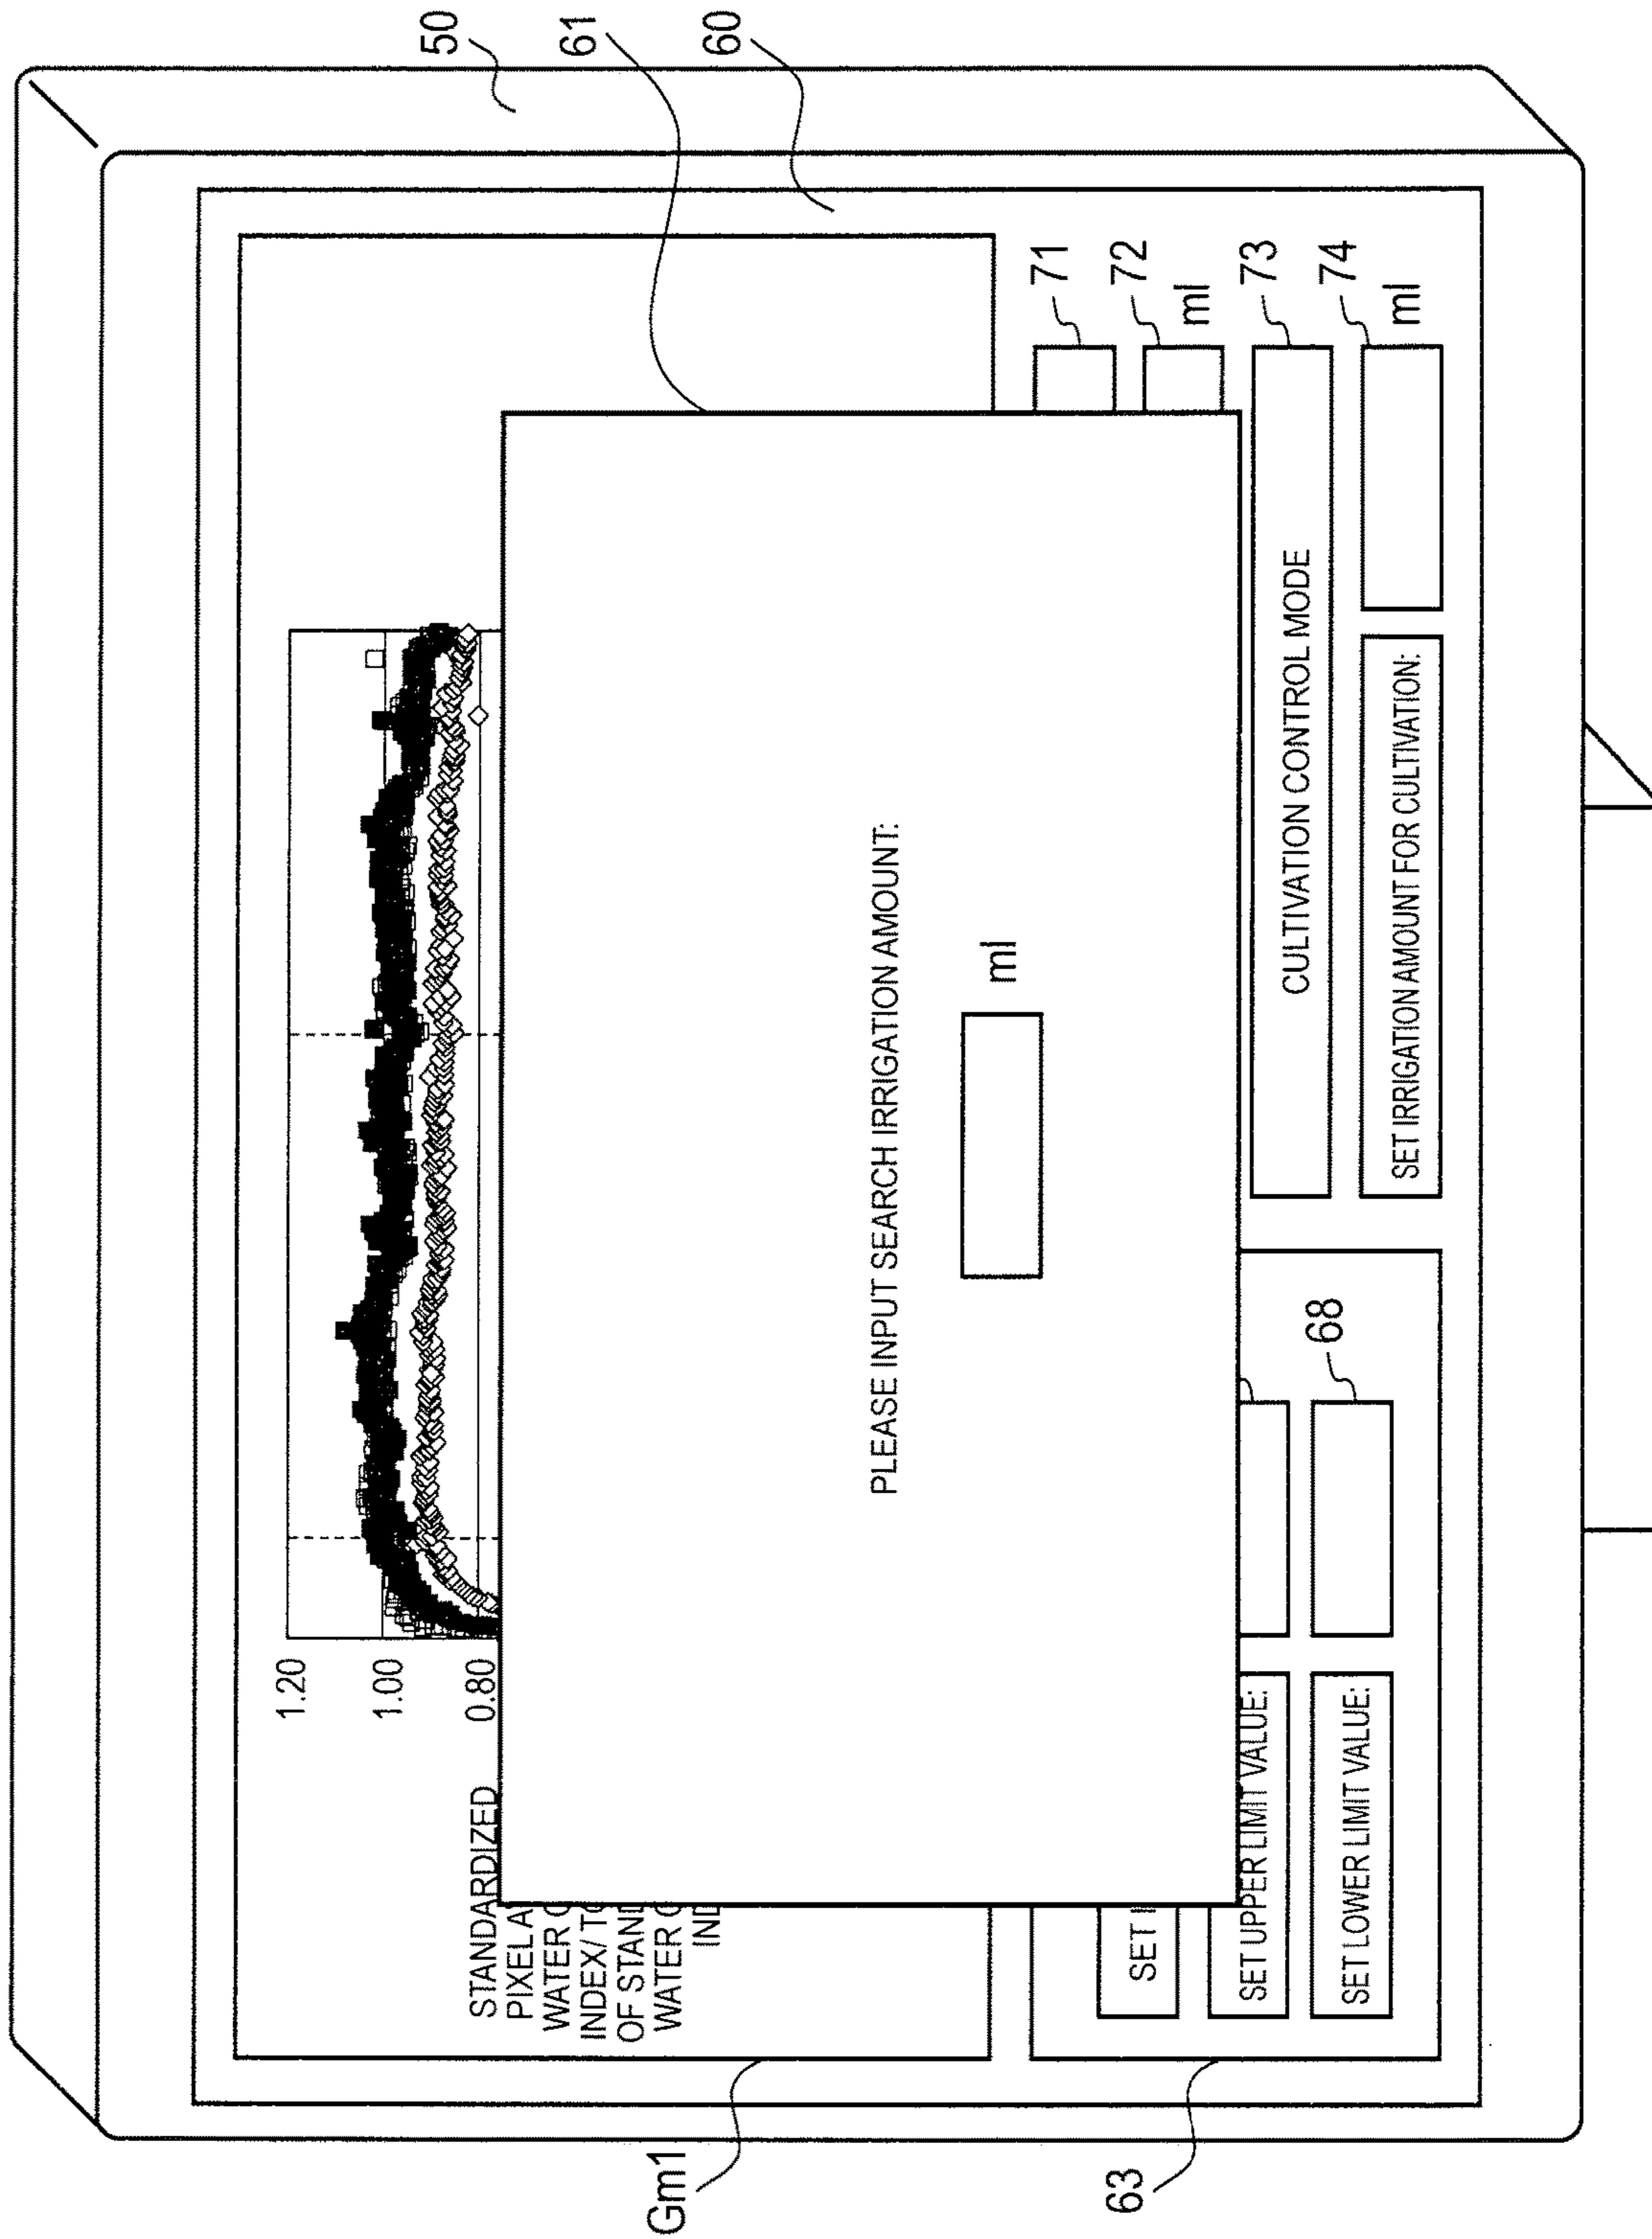 50
61
60
Gm1
1.20
1.00
0.80
STANDARDIZED
PIXEL A
WATER
INDEX/
OF STAN
WATER
PLEASE INPUT SEARCH IRRIGATION AMOUNT:
ml
63
SET
SET UPPER LIMIT VALUE:
SET LOWER LIMIT VALUE:
68
71
72
ml
CULTIVATION CONTROL MODE
73
SET IRRIGATION AMOUNT FOR CULTIVATION:
74
ml